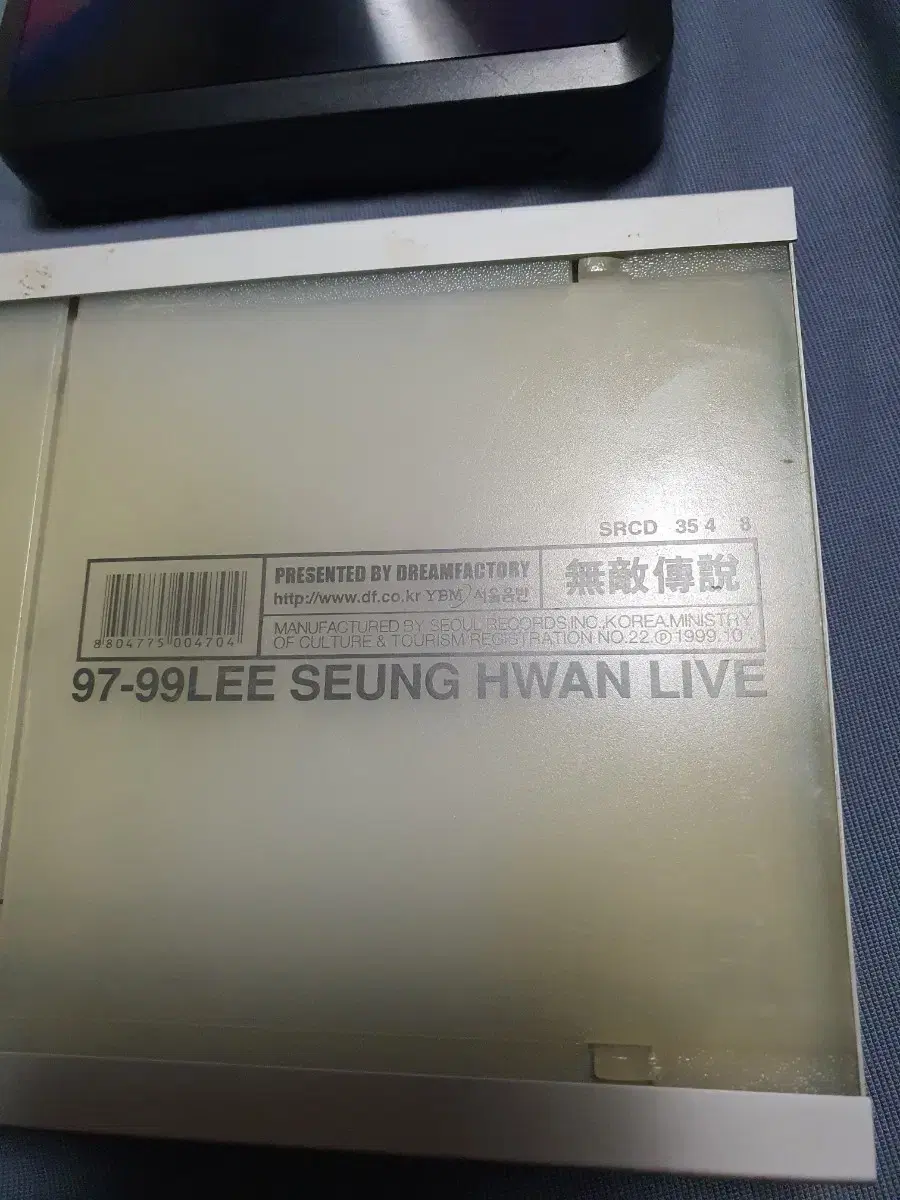 SRCD 354 8
PRESENTED BY DREAMFACTORY
http://www.df.co.kr YBM 서울음반
無敵傳說
MANUFACTURED BY SEOUL RECORDS INC.,KOREA.MINISTRY
OF CULTURE & TOURISM REGISTRATION NO.22 ℗1999.10
8804775004704
97-99LEE SEUNG HWAN LIVE